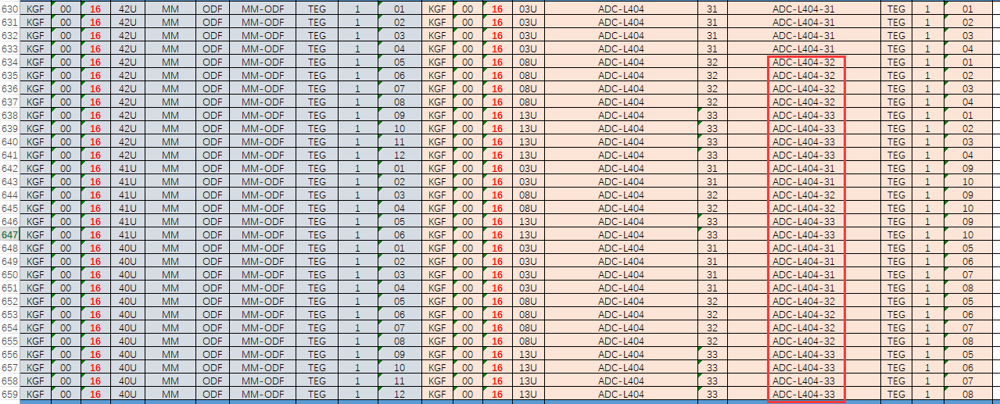 630 KGF 00 16 42U MM ODF MM-ODF TEG 1 01 KGF 00 16 03U ADC-L404 31 ADC-L404-31 TEG 1 01
631 KGF 00 16 42U MM ODF MM-ODF TEG 1 02 KGF 00 16 03U ADC-L404 31 ADC-L404-31 TEG 1 02
632 KGF 00 16 42U MM ODF MM-ODF TEG 1 03 KGF 00 16 03U ADC-L404 31 ADC-L404-31 TEG 1 03
633 KGF 00 16 42U MM ODF MM-ODF TEG 1 04 KGF 00 16 03U ADC-L404 31 ADC-L404-31 TEG 1 04
634 KGF 00 16 42U MM ODF MM-ODF TEG 1 05 KGF 00 16 08U ADC-L404 32 ADC-L404-32 TEG 1 01
635 KGF 00 16 42U MM ODF MM-ODF TEG 1 06 KGF 00 16 08U ADC-L404 32 ADC-L404-32 TEG 1 02
636 KGF 00 16 42U MM ODF MM-ODF TEG 1 07 KGF 00 16 08U ADC-L404 32 ADC-L404-32 TEG 1 03
637 KGF 00 16 42U MM ODF MM-ODF TEG 1 08 KGF 00 16 08U ADC-L404 32 ADC-L404-32 TEG 1 04
638 KGF 00 16 42U MM ODF MM-ODF TEG 1 09 KGF 00 16 13U ADC-L404 33 ADC-L404-33 TEG 1 01
639 KGF 00 16 42U MM ODF MM-ODF TEG 1 10 KGF 00 16 13U ADC-L404 33 ADC-L404-33 TEG 1 02
640 KGF 00 16 42U MM ODF MM-ODF TEG 1 11 KGF 00 16 13U ADC-L404 33 ADC-L404-33 TEG 1 03
641 KGF 00 16 42U MM ODF MM-ODF TEG 1 12 KGF 00 16 13U ADC-L404 33 ADC-L404-33 TEG 1 04
642 KGF 00 16 41U MM ODF MM-ODF TEG 1 01 KGF 00 16 03U ADC-L404 31 ADC-L404-31 TEG 1 09
643 KGF 00 16 41U MM ODF MM-ODF TEG 1 02 KGF 00 16 03U ADC-L404 31 ADC-L404-31 TEG 1 10
644 KGF 00 16 41U MM ODF MM-ODF TEG 1 03 KGF 00 16 08U ADC-L404 32 ADC-L404-32 TEG 1 09
645 KGF 00 16 41U MM ODF MM-ODF TEG 1 04 KGF 00 16 08U ADC-L404 32 ADC-L404-32 TEG 1 10
646 KGF 00 16 41U MM ODF MM-ODF TEG 1 05 KGF 00 16 13U ADC-L404 33 ADC-L404-33 TEG 1 09
647 KGF 00 16 41U MM ODF MM-ODF TEG 1 06 KGF 00 16 13U ADC-L404 33 ADC-L404-33 TEG 1 10
648 KGF 00 16 40U MM ODF MM-ODF TEG 1 01 KGF 00 16 03U ADC-L404 31 ADC-L404-31 TEG 1 05
649 KGF 00 16 40U MM ODF MM-ODF TEG 1 02 KGF 00 16 03U ADC-L404 31 ADC-L404-31 TEG 1 06
650 KGF 00 16 40U MM ODF MM-ODF TEG 1 03 KGF 00 16 03U ADC-L404 31 ADC-L404-31 TEG 1 07
651 KGF 00 16 40U MM ODF MM-ODF TEG 1 04 KGF 00 16 03U ADC-L404 31 ADC-L404-31 TEG 1 08
652 KGF 00 16 40U MM ODF MM-ODF TEG 1 05 KGF 00 16 08U ADC-L404 32 ADC-L404-32 TEG 1 05
653 KGF 00 16 40U MM ODF MM-ODF TEG 1 06 KGF 00 16 08U ADC-L404 32 ADC-L404-32 TEG 1 06
654 KGF 00 16 40U MM ODF MM-ODF TEG 1 07 KGF 00 16 08U ADC-L404 32 ADC-L404-32 TEG 1 07
655 KGF 00 16 40U MM ODF MM-ODF TEG 1 08 KGF 00 16 08U ADC-L404 32 ADC-L404-32 TEG 1 08
656 KGF 00 16 40U MM ODF MM-ODF TEG 1 09 KGF 00 16 13U ADC-L404 33 ADC-L404-33 TEG 1 05
657 KGF 00 16 40U MM ODF MM-ODF TEG 1 10 KGF 00 16 13U ADC-L404 33 ADC-L404-33 TEG 1 06
658 KGF 00 16 40U MM ODF MM-ODF TEG 1 11 KGF 00 16 13U ADC-L404 33 ADC-L404-33 TEG 1 07
659 KGF 00 16 40U MM ODF MM-ODF TEG 1 12 KGF 00 16 13U ADC-L404 33 ADC-L404-33 TEG 1 08